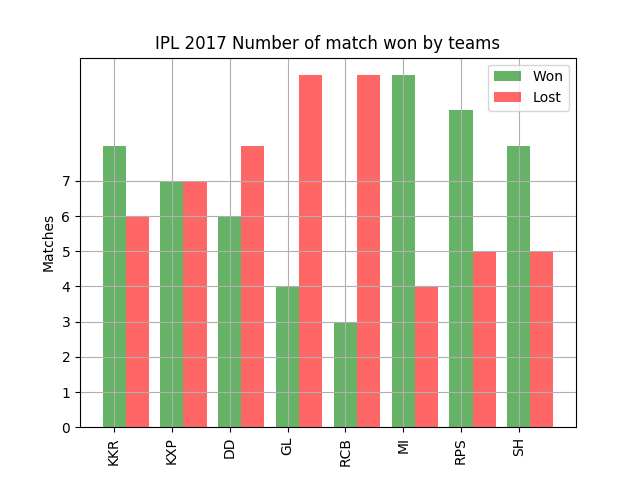 IPL 2017 Number of match won by teams
Won
Lost
Matches
7
6
5
4
3
2
1
0
KKR
KXP
DD
GL
RCB
MI
RPS
SH